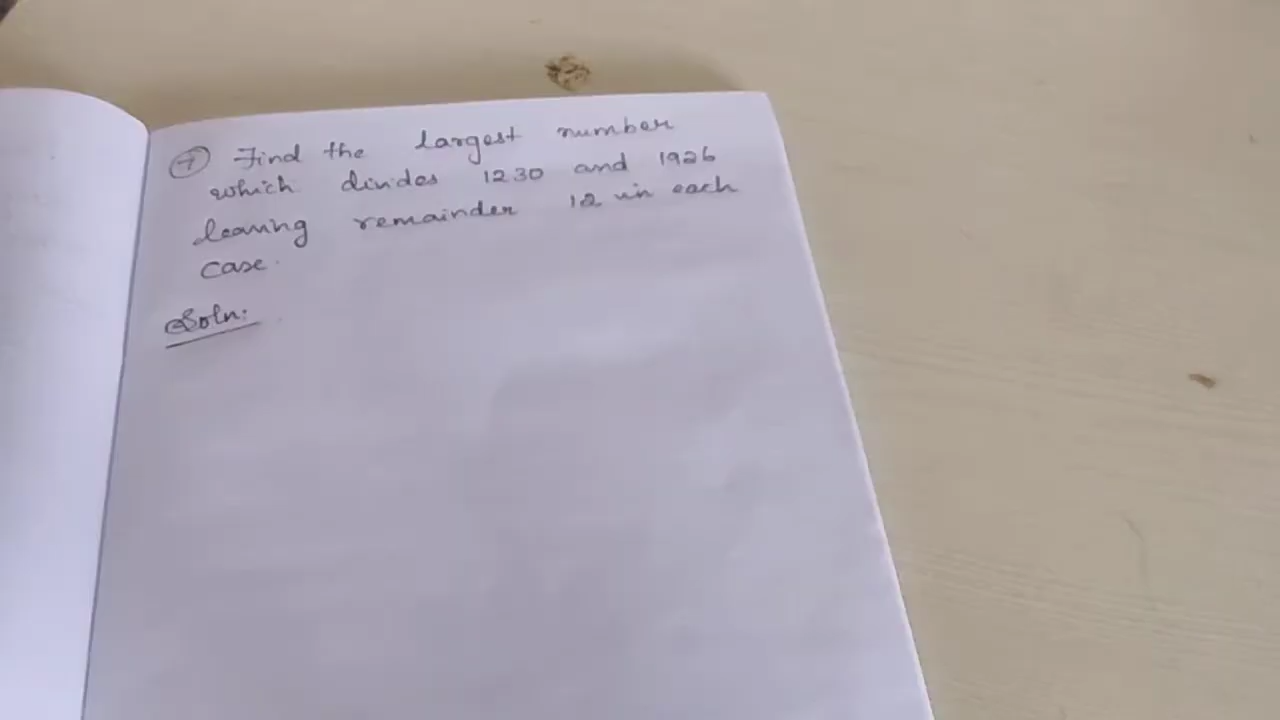 7 Find the largest number
which divides 1230 and 1926
leaving remainder 12 in each
case.
Soln: